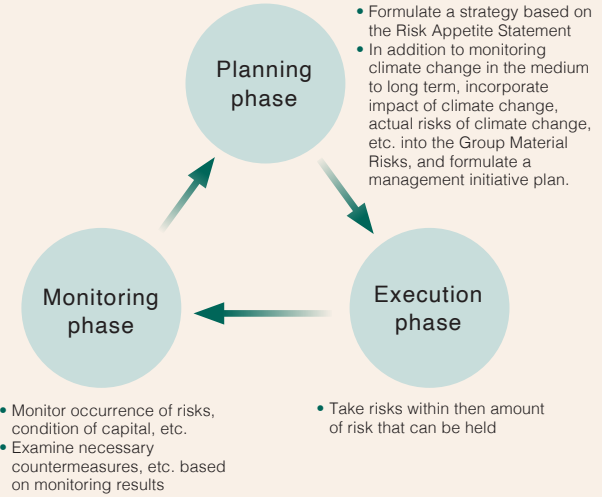 Planning
phase
• Formulate a strategy based on
the Risk Appetite Statement
• In addition to monitoring
climate change in the medium
to long term, incorporate
impact of climate change,
actual risks of climate change,
etc. into the Group Material
Risks, and formulate a
management initiative plan.
Execution
phase
• Take risks within then amount
of risk that can be held
Monitoring
phase
• Monitor occurrence of risks,
condition of capital, etc.
• Examine necessary
countermeasures, etc. based
on monitoring results